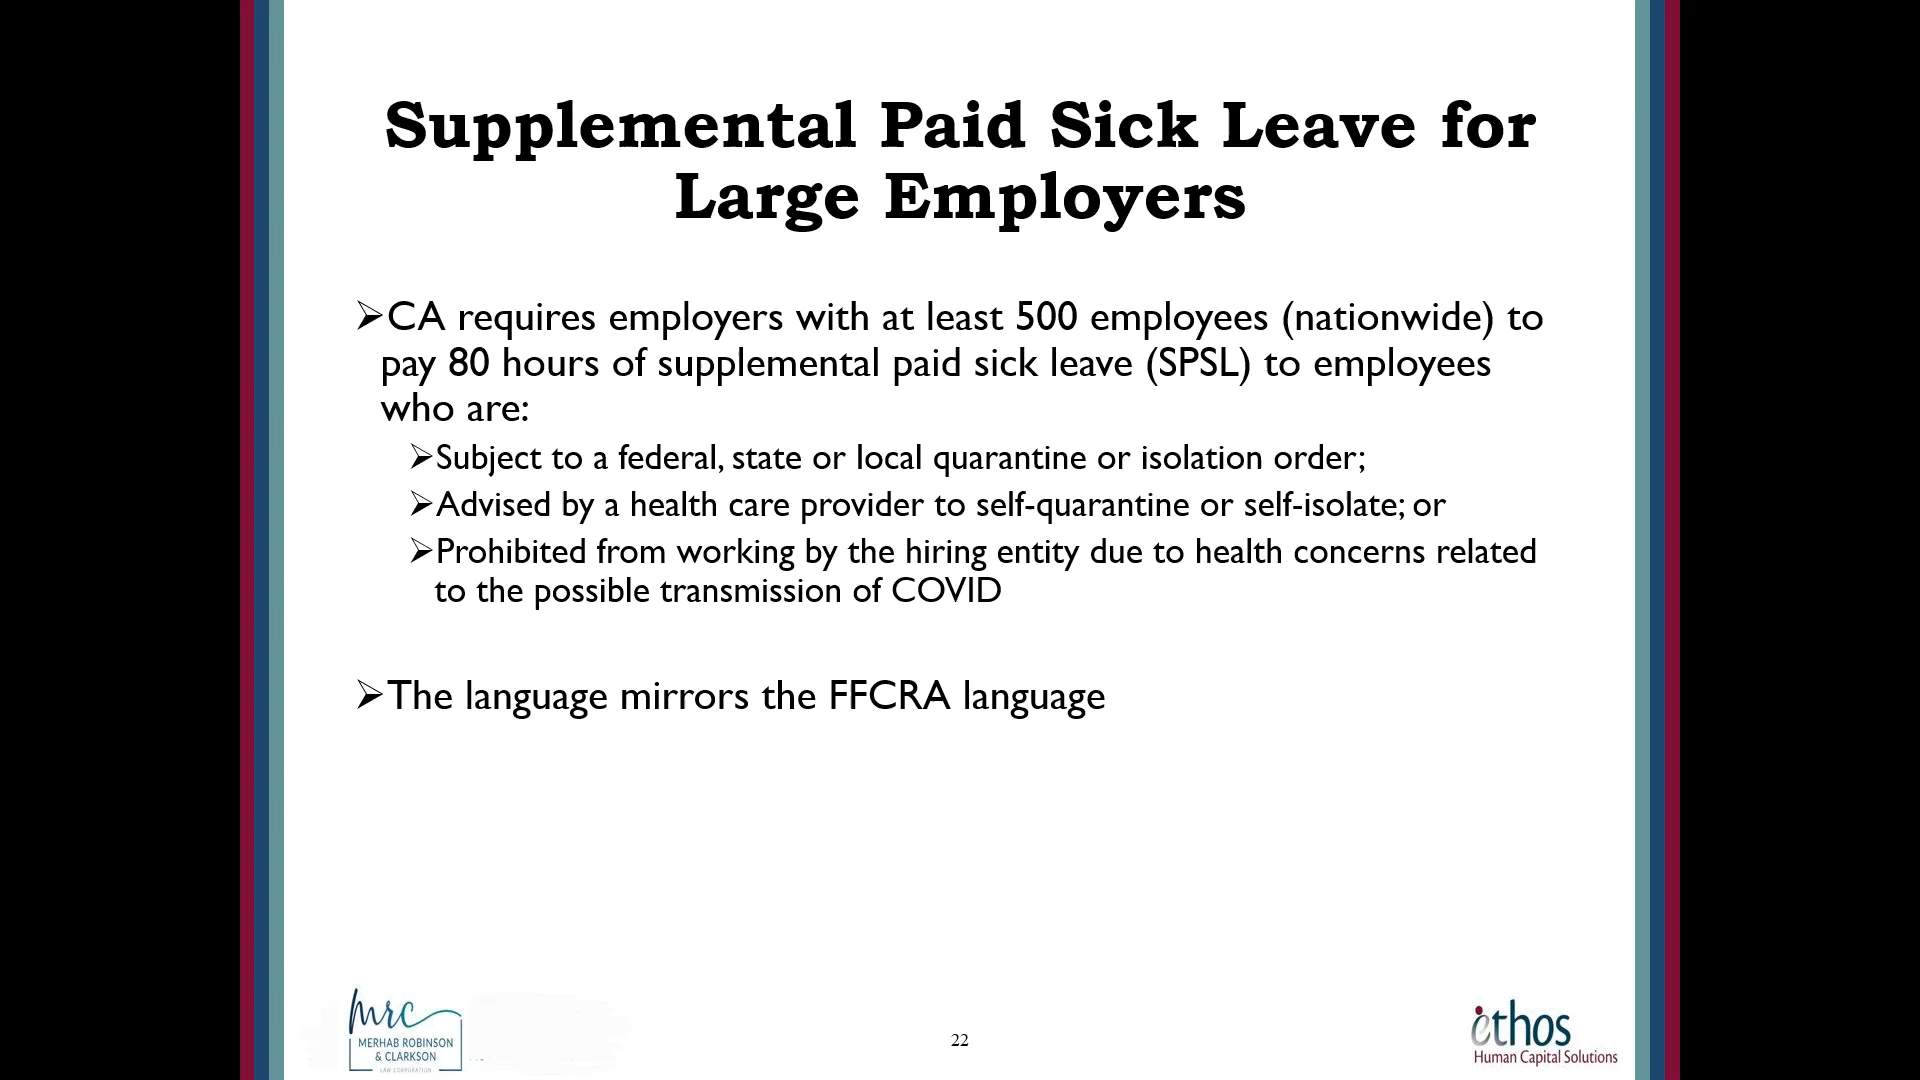 Supplemental Paid Sick Leave for
Large Employers
➢CA requires employers with at least 500 employees (nationwide) to
pay 80 hours of supplemental paid sick leave (SPSL) to employees
who are:
➢Subject to a federal, state or local quarantine or isolation order;
➢Advised by a health care provider to self-quarantine or self-isolate; or
➢Prohibited from working by the hiring entity due to health concerns related
to the possible transmission of COVID
➢The language mirrors the FFCRA language
mrc
MERHAB ROBINSON
& CLARKSON
LAW CORPORATION
22
ethos
Human Capital Solutions